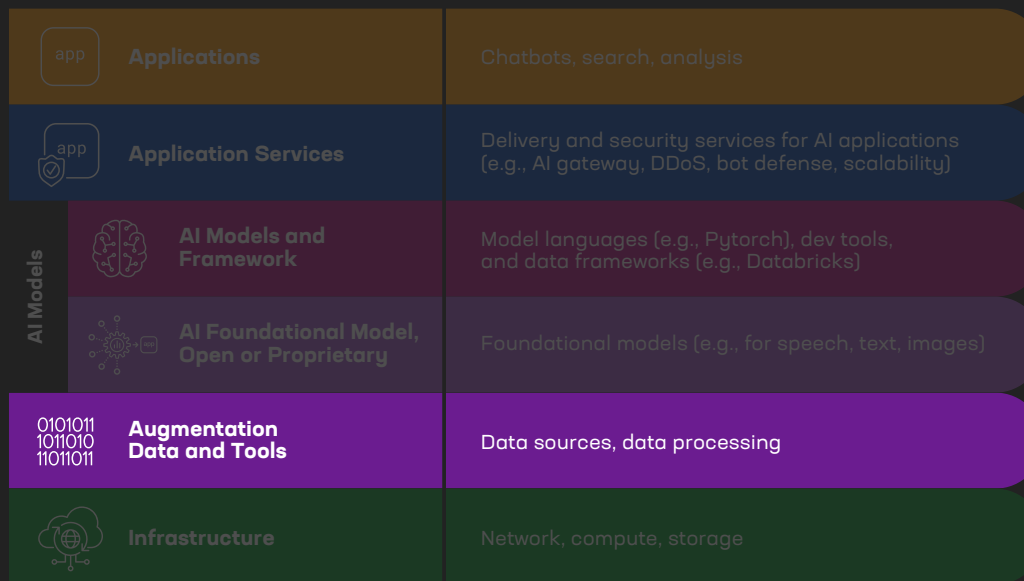 app
Applications
Chatbots, search, analysis
app
Application Services
Delivery and security services for AI applications
(e.g., AI gateway, DDoS, bot defense, scalability)
AI Models
AI Models and
Framework
Model languages (e.g., Pytorch), dev tools,
and data frameworks (e.g., Databricks)
AI
app
AI Foundational Model,
Open or Proprietary
Foundational models (e.g., for speech, text, images)
0101011
1011010
11011011
Augmentation
Data and Tools
Data sources, data processing
Infrastructure
Network, compute, storage